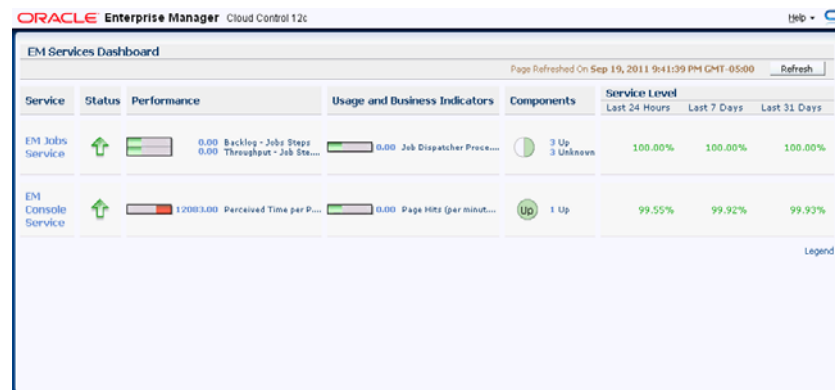 ORACLE Enterprise Manager Cloud Control 12c
Help
EM Services Dashboard
Page Refreshed On Sep 19, 2011 9:41:39 PM GMT-05:00 Refresh
Service Status Performance Usage and Business Indicators Components Service Level
Last 24 Hours Last 7 Days Last 31 Days
EM Jobs Service
0.00 Backlog - Jobs Steps
0.00 Throughput - Job Ste....
0.00 Job Dispatcher Proce....
3 Up
3 Unknown
100.00% 100.00% 100.00%
EM Console Service
12083.00 Perceived Time per P....
0.00 Page Hits (per minut....
Up 1 Up
99.55% 99.92% 99.93%
Legend